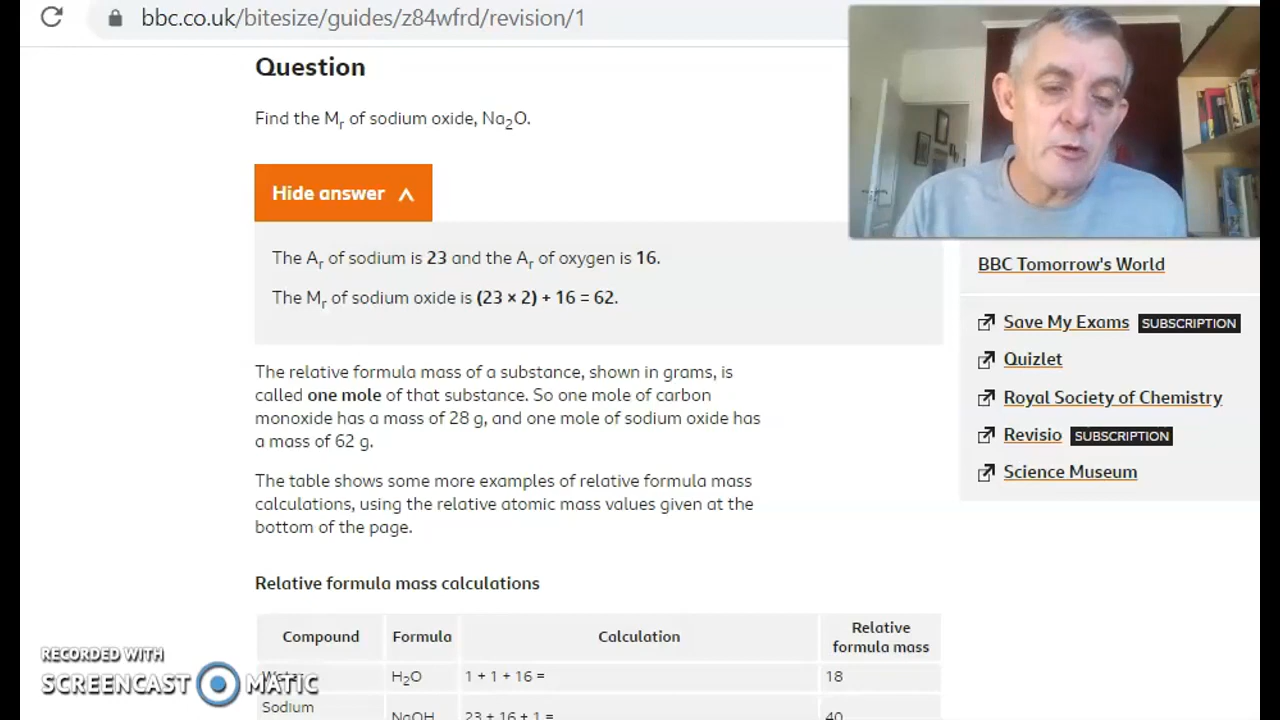 bbc.co.uk/bitesize/guides/z84wfrd/revision/1
Question
Find the Mr of sodium oxide, Na2O.
Hide answer
The Ar of sodium is 23 and the Ar of oxygen is 16.
The Mr of sodium oxide is (23 × 2) + 16 = 62.
The relative formula mass of a substance, shown in grams, is
called one mole of that substance. So one mole of carbon
monoxide has a mass of 28 g, and one mole of sodium oxide has
a mass of 62 g.
The table shows some more examples of relative formula mass
calculations, using the relative atomic mass values given at the
bottom of the page.
Relative formula mass calculations
Compound Formula Calculation Relative formula mass
Water H2O 1 + 1 + 16 = 18
Sodium
NaOH 23 + 16 + 1 = 40
BBC Tomorrow's World
Save My Exams SUBSCRIPTION
Quizlet
Royal Society of Chemistry
Revisio SUBSCRIPTION
Science Museum
RECORDED WITH
SCREENCAST MATIC